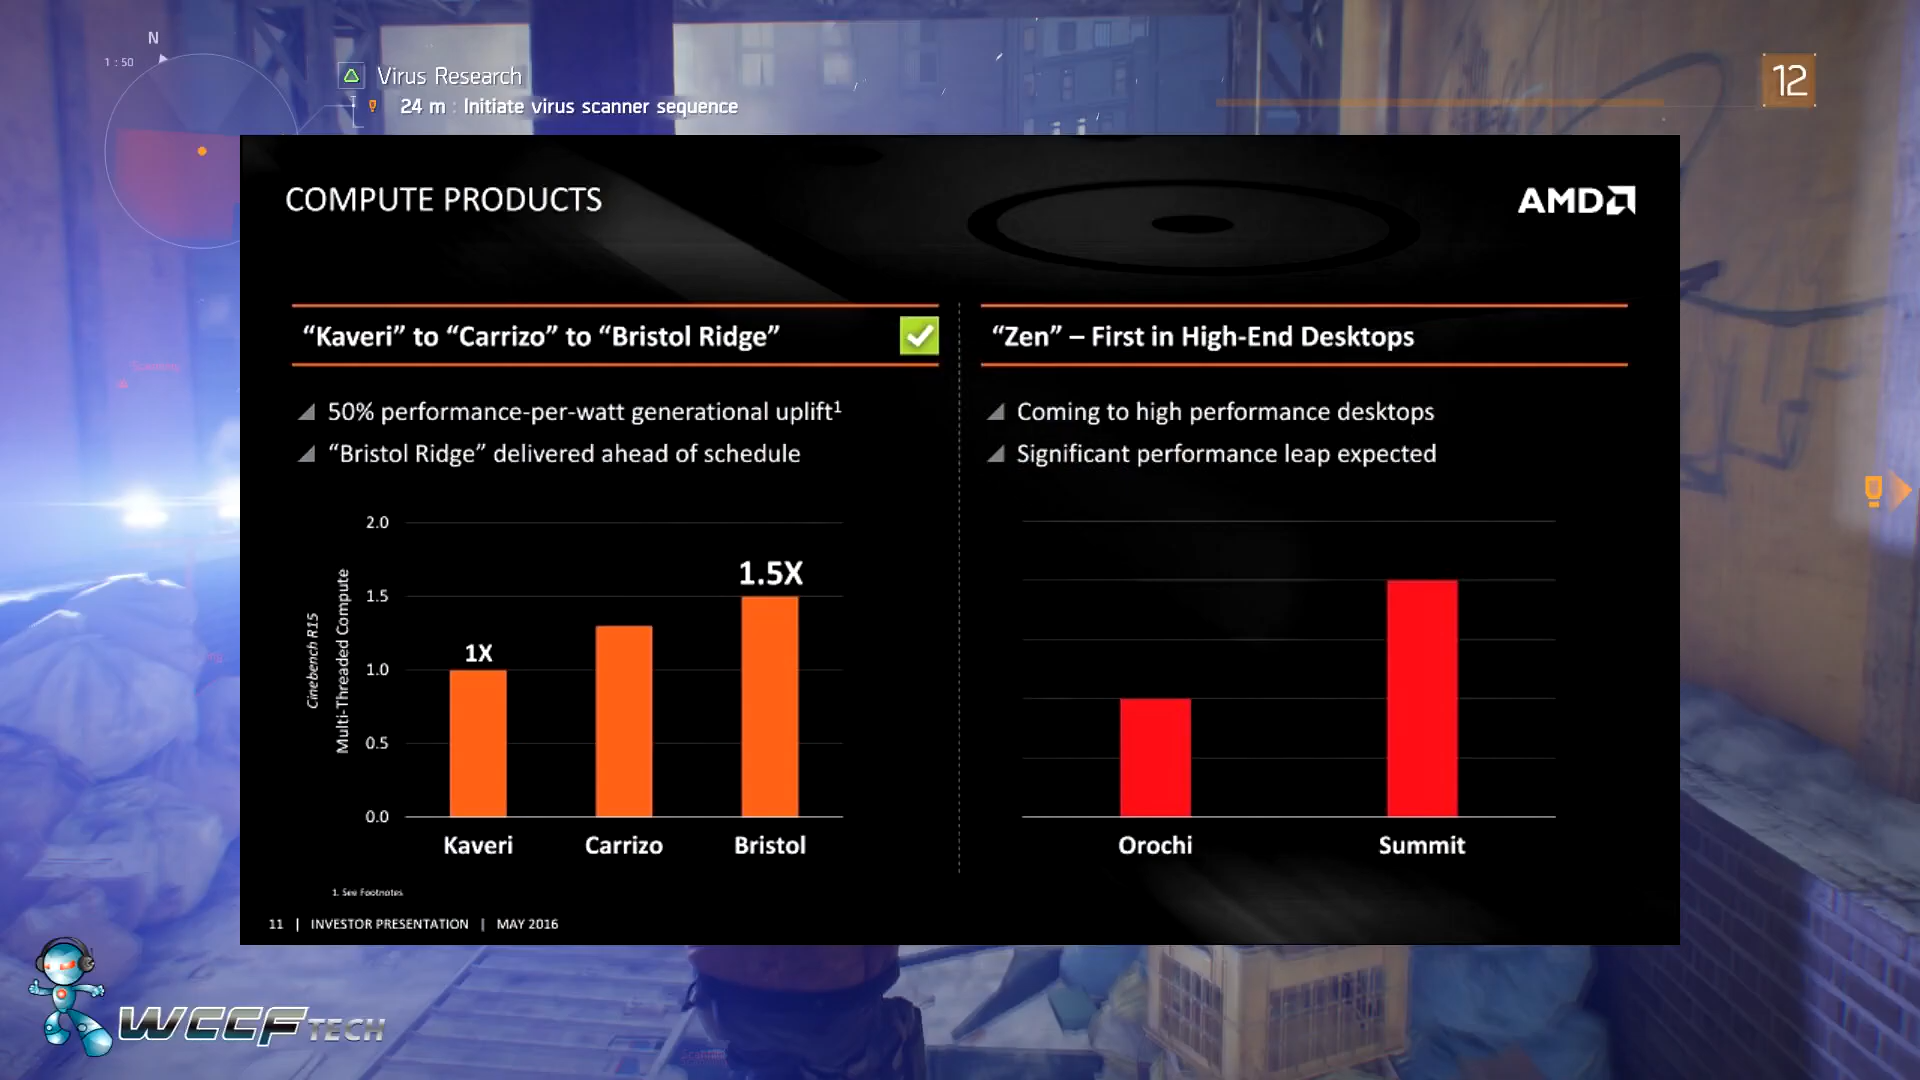 N
1 : 50
Virus Research
24 m : Initiate virus scanner sequence
12
COMPUTE PRODUCTS
AMD
“Kaveri” to “Carrizo” to “Bristol Ridge”
50% performance-per-watt generational uplift¹
“Bristol Ridge” delivered ahead of schedule
Cinebench R15
Multi-Threaded Compute
2.0
1.5
1.0
0.5
0.0
1X
1.5X
Kaveri Carrizo Bristol
“Zen” – First in High-End Desktops
Coming to high performance desktops
Significant performance leap expected
Orochi Summit
1. See Footnotes
11 | INVESTOR PRESENTATION | MAY 2016
WCCF TECH